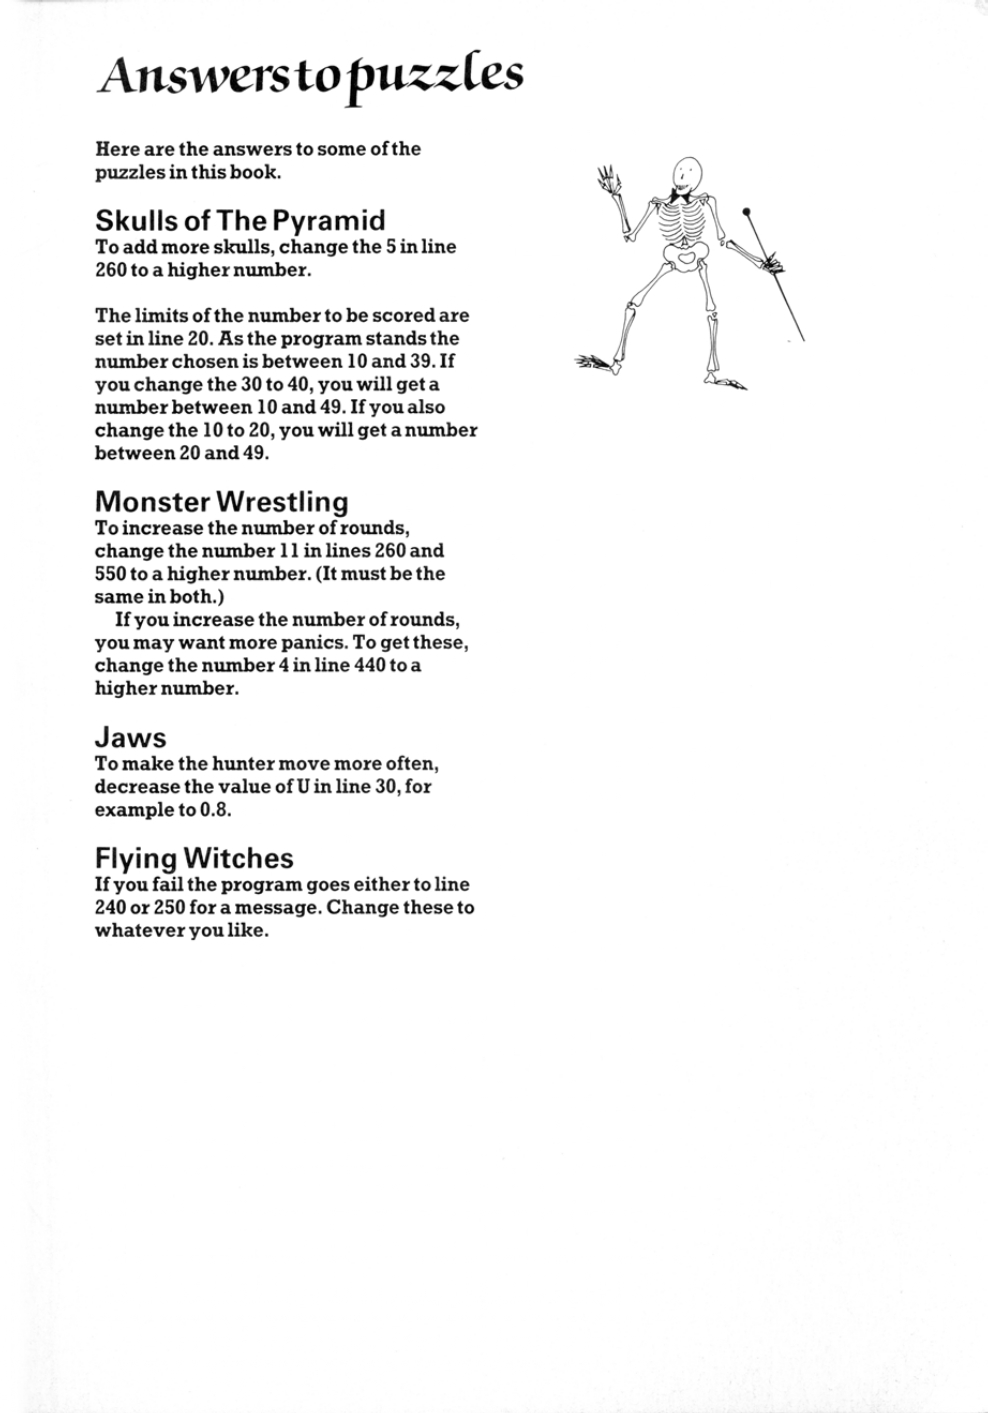 Answers to puzzles
Here are the answers to some of the
puzzles in this book.
Skulls of The Pyramid
To add more skulls, change the 5 in line
260 to a higher number.
The limits of the number to be scored are
set in line 20. As the program stands the
number chosen is between 10 and 39. If
you change the 30 to 40, you will get a
number between 10 and 49. If you also
change the 10 to 20, you will get a number
between 20 and 49.
Monster Wrestling
To increase the number of rounds,
change the number 11 in lines 260 and
550 to a higher number. (It must be the
same in both.)
If you increase the number of rounds,
you may want more panics. To get these,
change the number 4 in line 440 to a
higher number.
Jaws
To make the hunter move more often,
decrease the value of U in line 30, for
example to 0.8.
Flying Witches
If you fail the program goes either to line
240 or 250 for a message. Change these to
whatever you like.